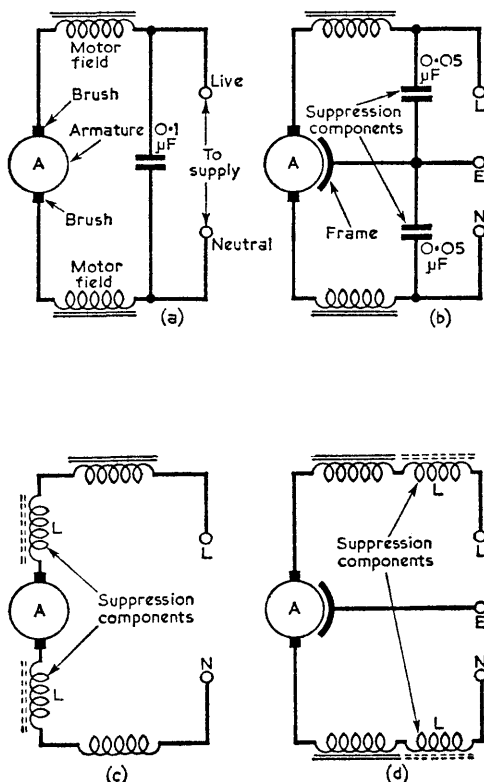 Motor
field
Brush
Armature
A
Brush
0·1
µF
Live
To
supply
Neutral
Motor
field
(a)
0·05
µF
Suppression
components
L
A
E
Frame
N
0·05
µF
(b)
L
L
A
Suppression
components
N
L
(c)
L
L
Suppression
components
A
E
N
L
(d)